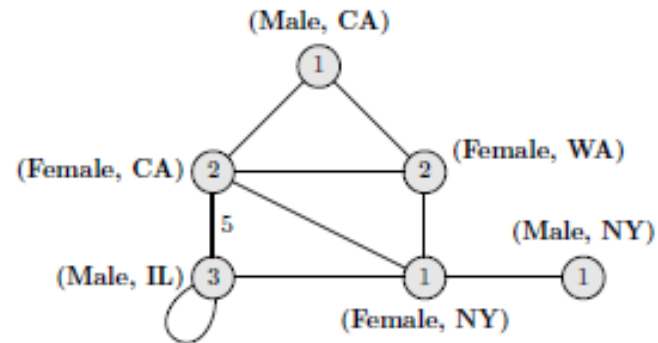 (Male, CA)
1
(Female, CA) 2
2 (Female, WA)
5
(Male, NY)
(Male, IL) 3
1
1
(Female, NY)